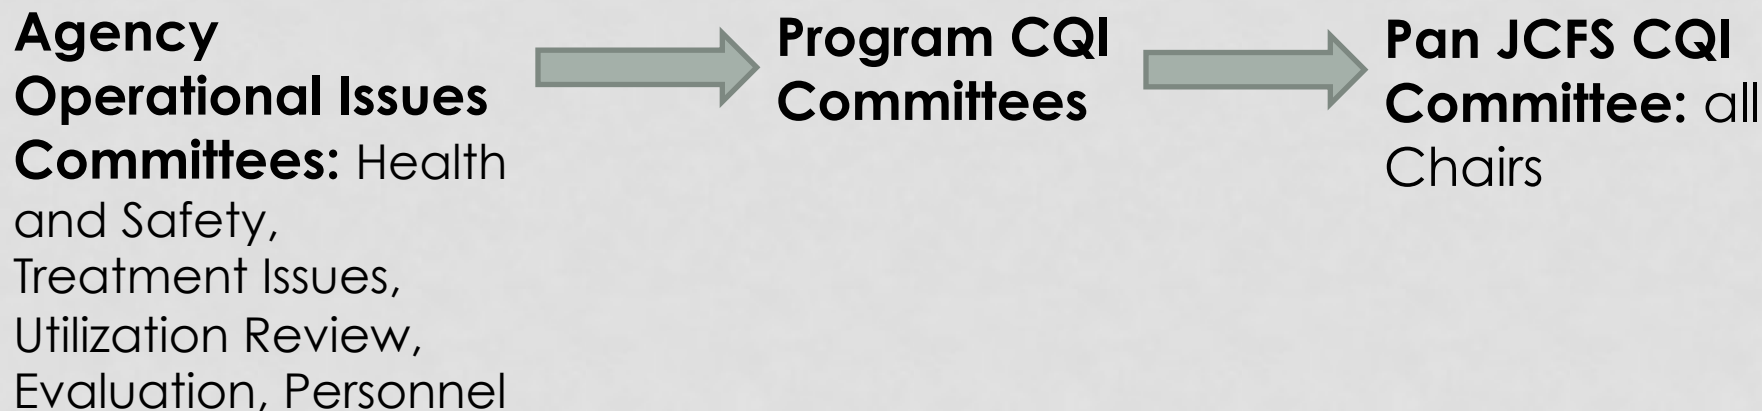 Agency
Operational Issues
Committees: Health
and Safety,
Treatment Issues,
Utilization Review,
Evaluation, Personnel
Program CQI
Committees
Pan JCFS CQI
Committee: all
Chairs